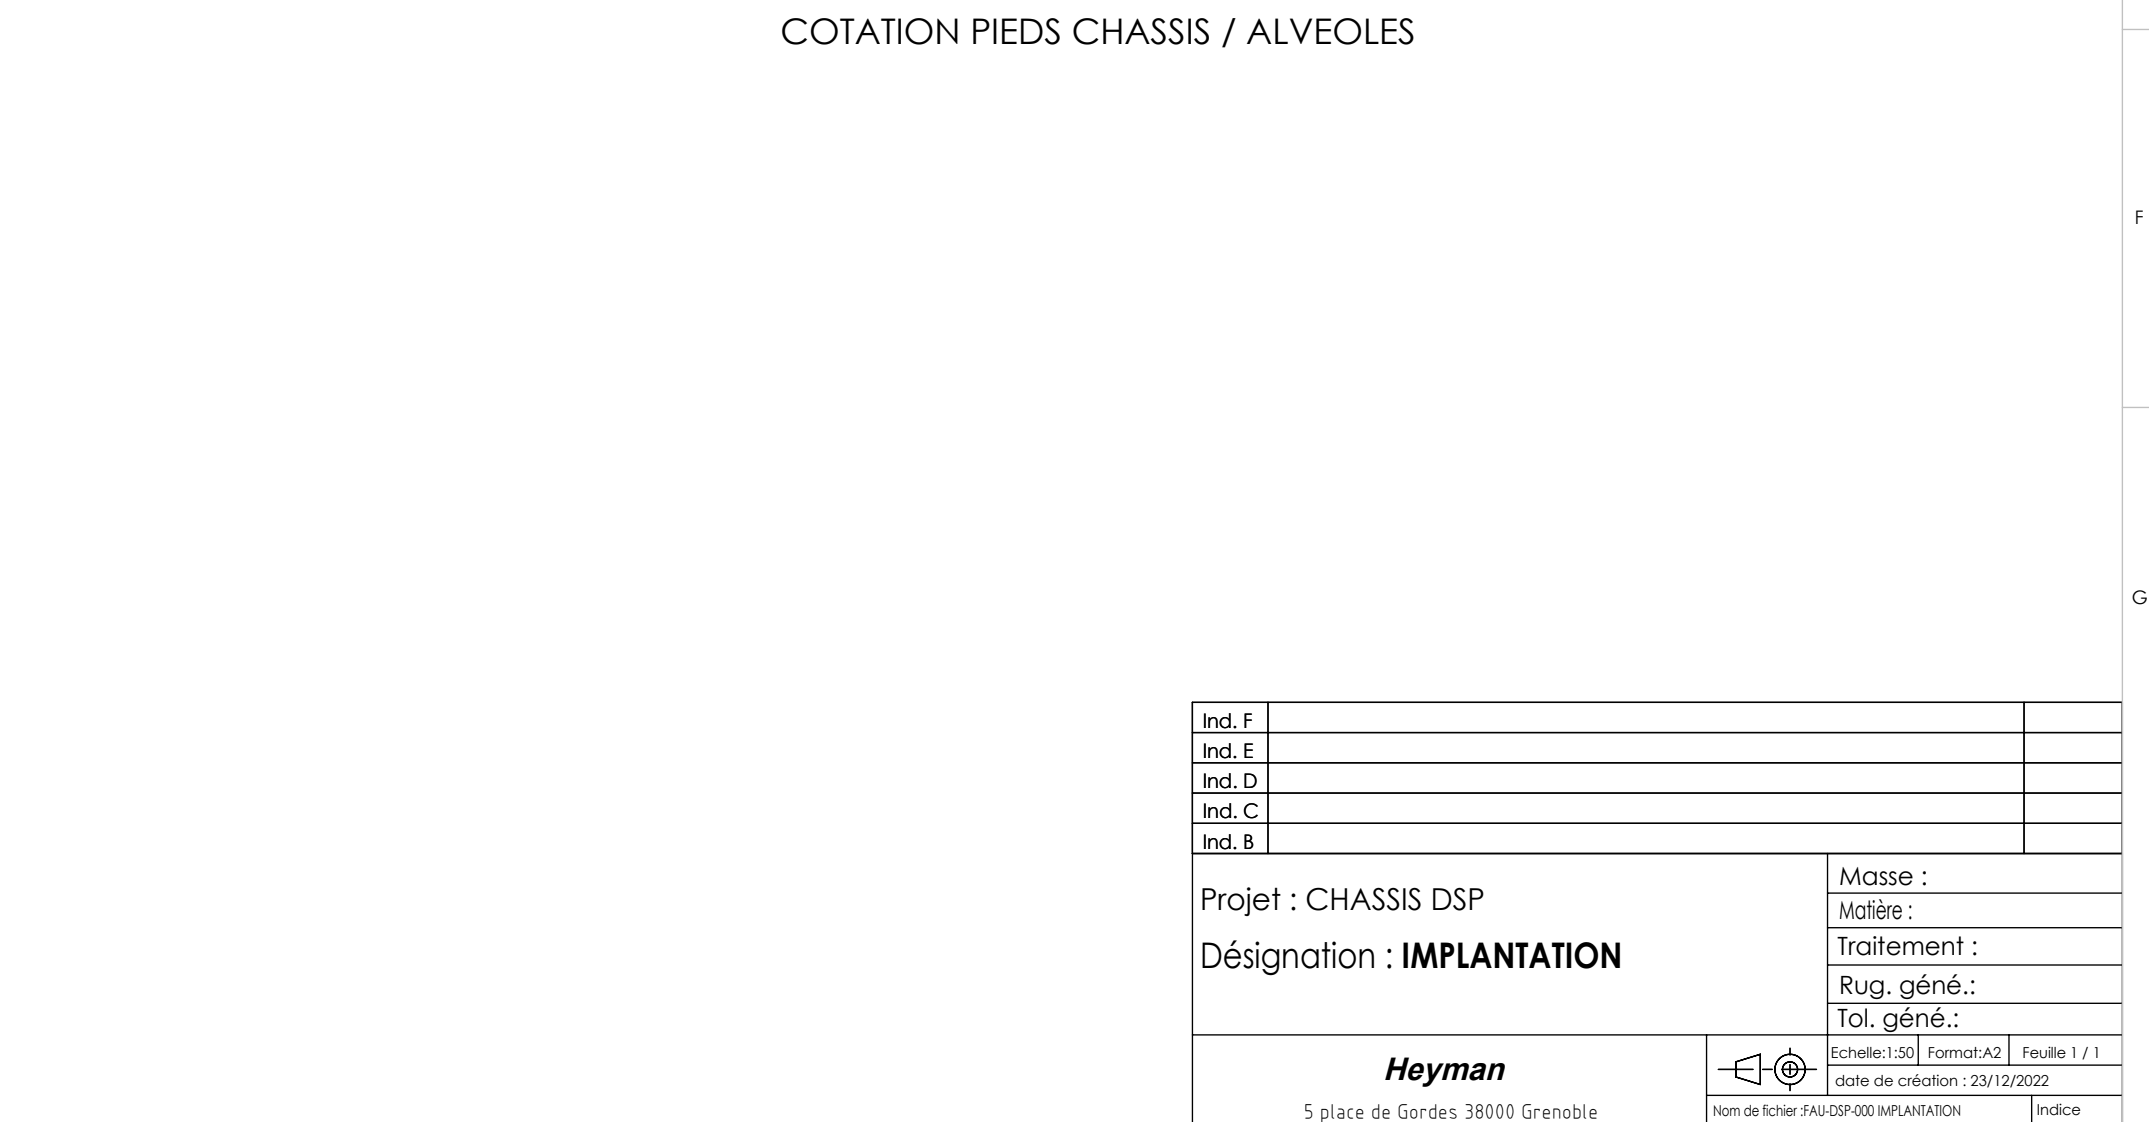 COTATION PIEDS CHASSIS / ALVEOLES
F
G
Ind. F
Ind. E
Ind. D
Ind. C
Ind. B
Projet : CHASSIS DSP
Désignation : IMPLANTATION
Masse :
Matière :
Traitement :
Rug. géné.:
Tol. géné.:
Heyman
5 place de Gordes 38000 Grenoble
Echelle:1:50 Format:A2 Feuille 1 / 1
date de création : 23/12/2022
Nom de fichier :FAU-DSP-000 IMPLANTATION Indice